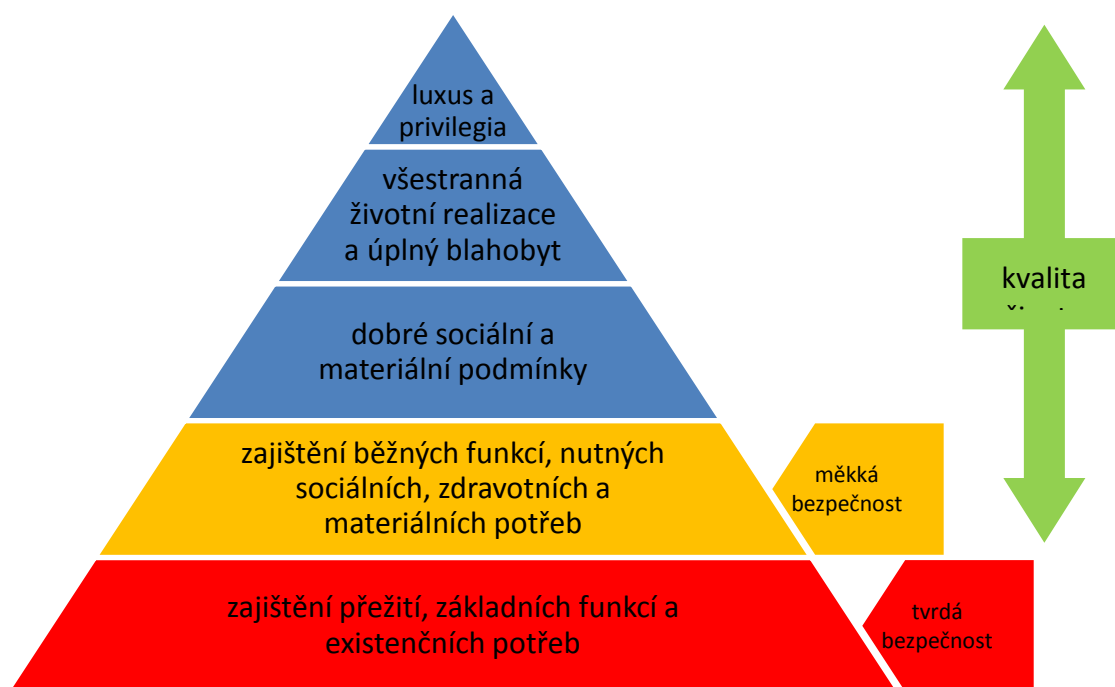 luxus a
privilegia
všestranná
životní realizace
a úplný blahobyt
kvalita
dobré sociální a
materiální podmínky
zajištění běžných funkcí, nutných
sociálních, zdravotních a
materiálních potřeb
měkká
bezpečnost
zajištění přežití, základních funkcí a
existenčních potřeb
tvrdá
bezpečnost